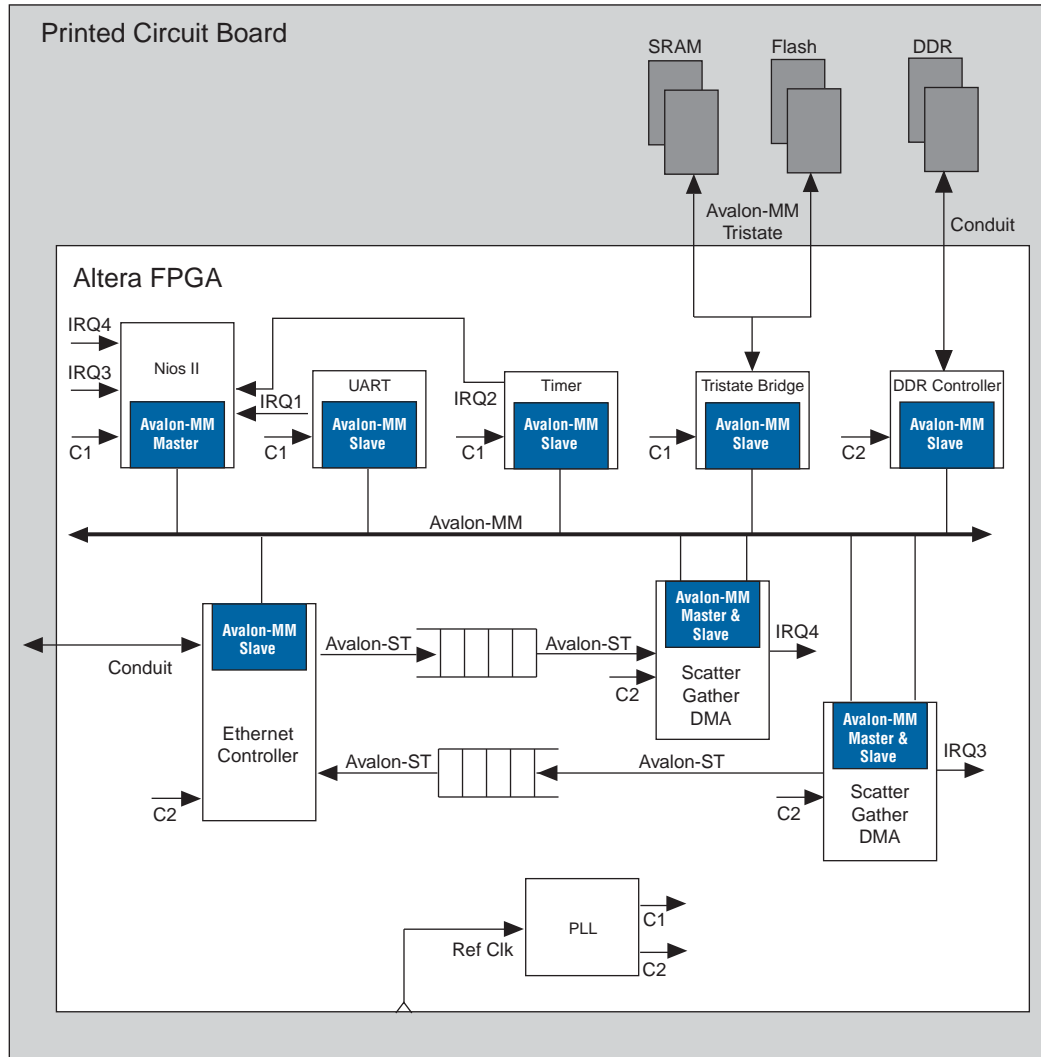 Printed Circuit Board
SRAM
Flash
DDR
Avalon-MM
Tristate
Conduit
Altera FPGA
IRQ4
IRQ3
C1
Nios II
Avalon-MM
Master
IRQ1
C1
UART
Avalon-MM
Slave
IRQ2
C1
Timer
Avalon-MM
Slave
C1
Tristate Bridge
Avalon-MM
Slave
C2
DDR Controller
Avalon-MM
Slave
Avalon-MM
Conduit
Avalon-MM
Slave
Ethernet
Controller
C2
Avalon-ST
Avalon-ST
C2
Avalon-MM
Master &
Slave
Scatter
Gather
DMA
IRQ4
Avalon-ST
Avalon-ST
C2
Avalon-MM
Master &
Slave
Scatter
Gather
DMA
IRQ3
Ref Clk
PLL
C1
C2